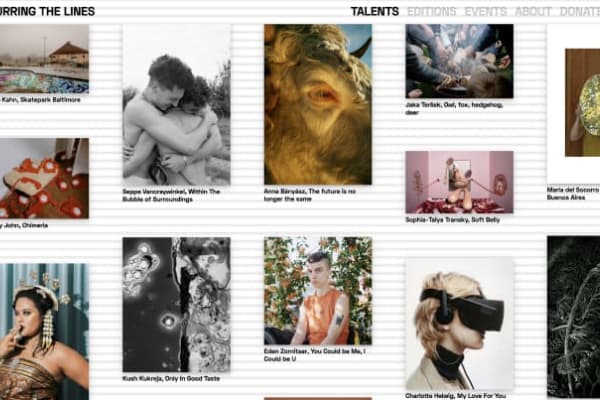 URRING THE LINES
TALENTS EDITIONS EVENTS ABOUT DONATE
Kahn, Skatepark Baltimore
Seppe Vancraywinkel, Within The
Bubble of Surroundings
Anna Bányász, The future is no
longer the same
Jaka Teršek, Owl, fox, hedgehog,
deer
John, Chimeria
Sophia-Talya Transky, Soft Belly
Maria del Socorro
Buenos Aires
Kush Kukreja, Only In Good Taste
Eden Zornitser, You Could be Me, I
Could be U
Charlotte Helwig, My Love For You